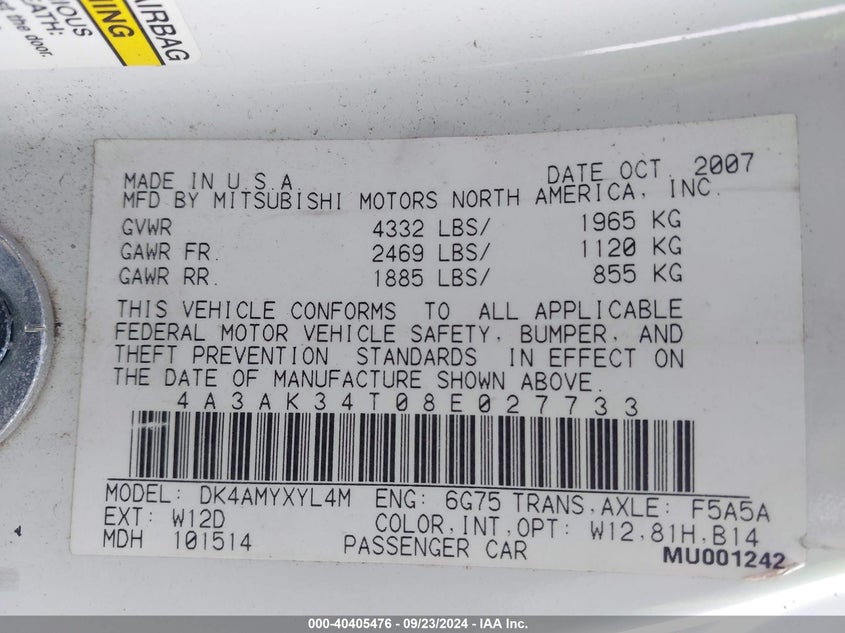 AIRBAG
NING
IOUS
EATH:
st the door.
MADE IN U.S.A. DATE OCT. 2007
MFD BY MITSUBISHI MOTORS NORTH AMERICA, INC.
GVWR 4332 LBS/ 1965 KG
GAWR FR. 2469 LBS/ 1120 KG
GAWR RR. 1885 LBS/ 855 KG
THIS VEHICLE CONFORMS TO ALL APPLICABLE
FEDERAL MOTOR VEHICLE SAFETY, BUMPER, AND
THEFT PREVENTION STANDARDS IN EFFECT ON
THE DATE OF MANUFACTURE SHOWN ABOVE.
4A3AK34T08E027733
MODEL: DK4AMYXYL4M ENG: 6G75 TRANS,AXLE: F5A5A
EXT: W12D COLOR,INT,OPT: W12,81H,B14
MDH 101514 PASSENGER CAR MU001242
000-40405476 - 09/23/2024 - IAA Inc.